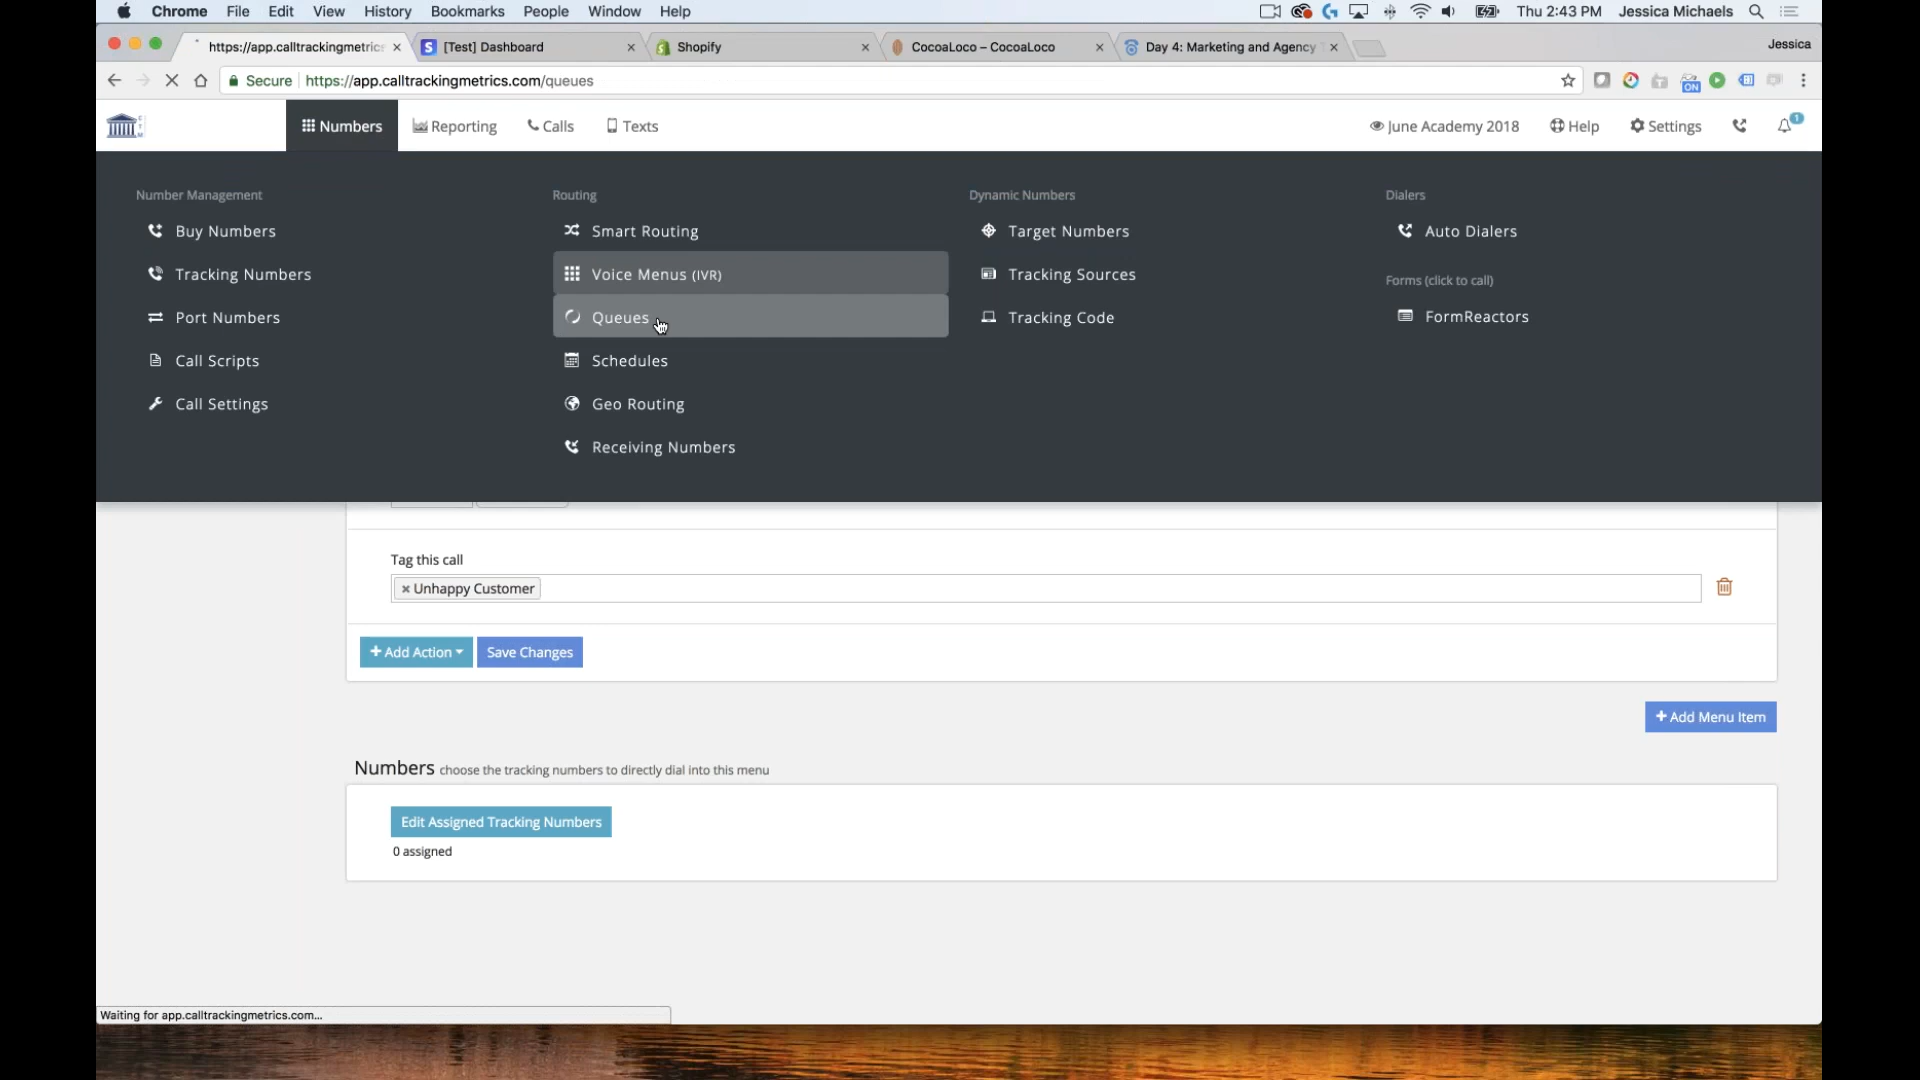 Chrome File Edit View History Bookmarks People Window Help Thu 2:43 PM Jessica Michaels
https://app.calltrackingmetrics [Test] Dashboard Shopify CocoaLoco – CocoaLoco Day 4: Marketing and Agency Jessica
Secure https://app.calltrackingmetrics.com/queues ON
Numbers Reporting Calls Texts June Academy 2018 Help Settings 1
Number Management Routing Dynamic Numbers Dialers
Buy Numbers Smart Routing Target Numbers Auto Dialers
Tracking Numbers Voice Menus (IVR) Tracking Sources Forms (click to call)
Port Numbers Queues Tracking Code FormReactors
Call Scripts Schedules
Call Settings Geo Routing
Receiving Numbers
Tag this call
× Unhappy Customer
+ Add Action Save Changes
+ Add Menu Item
Numbers choose the tracking numbers to directly dial into this menu
Edit Assigned Tracking Numbers
0 assigned
Waiting for app.calltrackingmetrics.com...